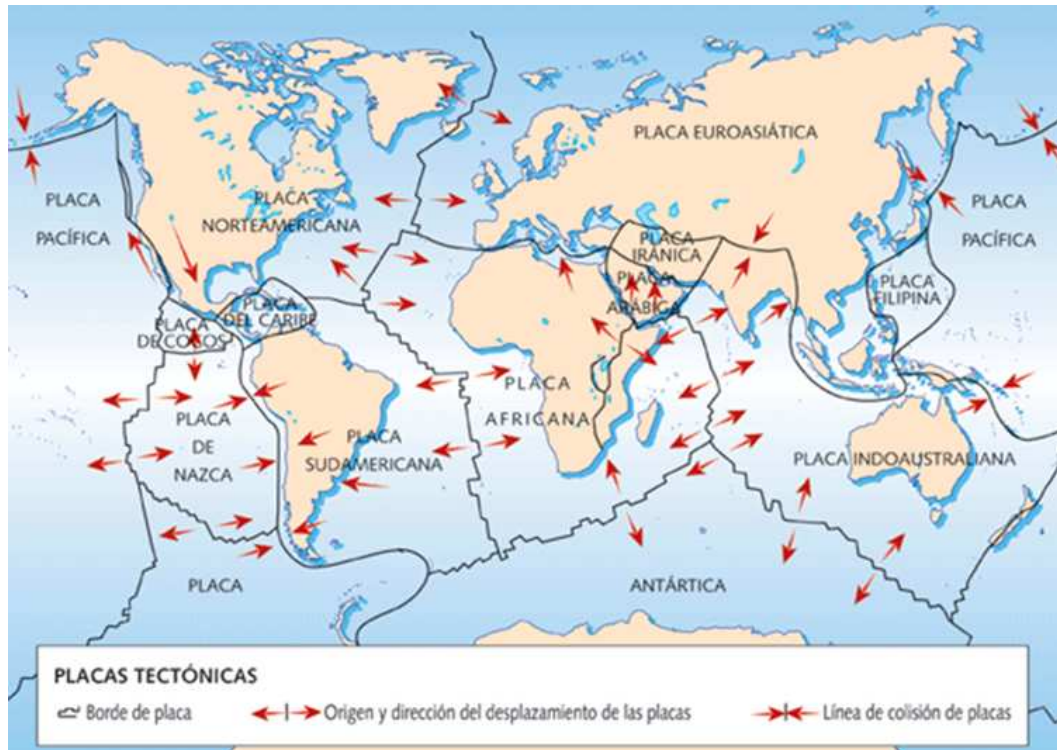 PLACA EUROASIÁTICA
PLACA
NORTEAMERICANA
PLACA
PACÍFICA
PLACA
PACÍFICA
PLACA
IRÁNICA
PLACA
ARÁBICA
PLACA
FILIPINA
PLACA
DEL CARIBE
PLACA
DE COCOS
PLACA
AFRICANA
PLACA
DE
NAZCA
PLACA
SUDAMERICANA
PLACA INDOAUSTRALIANA
PLACA
ANTÁRTICA
PLACAS TECTÓNICAS
Borde de placa
Origen y dirección del desplazamiento de las placas
Línea de colisión de placas